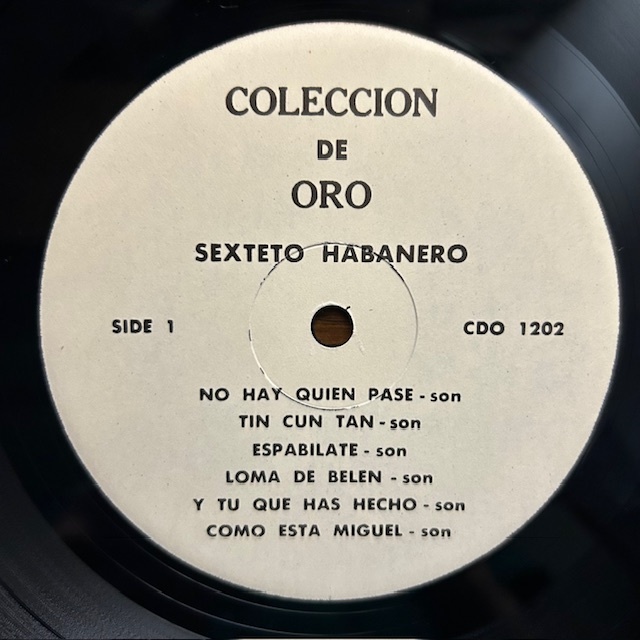 COLECCION
DE
ORO
SEXTETO HABANERO
SIDE 1 CDO 1202
NO HAY QUIEN PASE - son
TIN CUN TAN - son
ESPABILATE - son
LOMA DE BELEN - son
Y TU QUE HAS HECHO - son
COMO ESTA MIGUEL - son